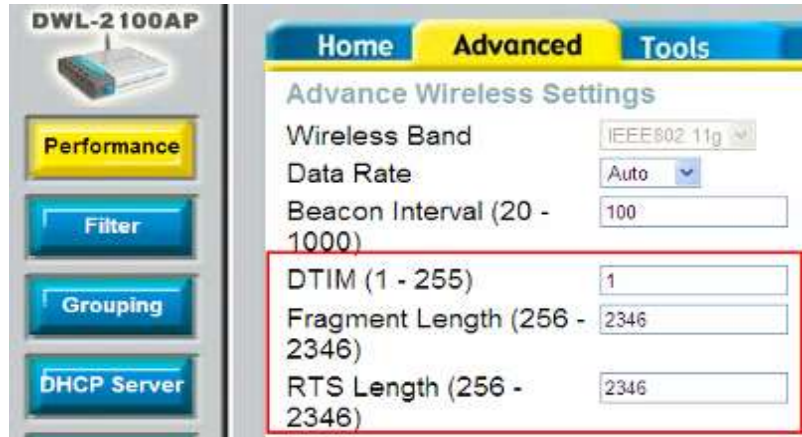 DWL-2100AP
Home Advanced Tools
Performance
Filter
Grouping
DHCP Server
Advance Wireless Settings
Wireless Band IEEE802.11g
Data Rate Auto
Beacon Interval (20 - 100
1000)
DTIM (1 - 255) 1
Fragment Length (256 - 2346
2346)
RTS Length (256 - 2346
2346)